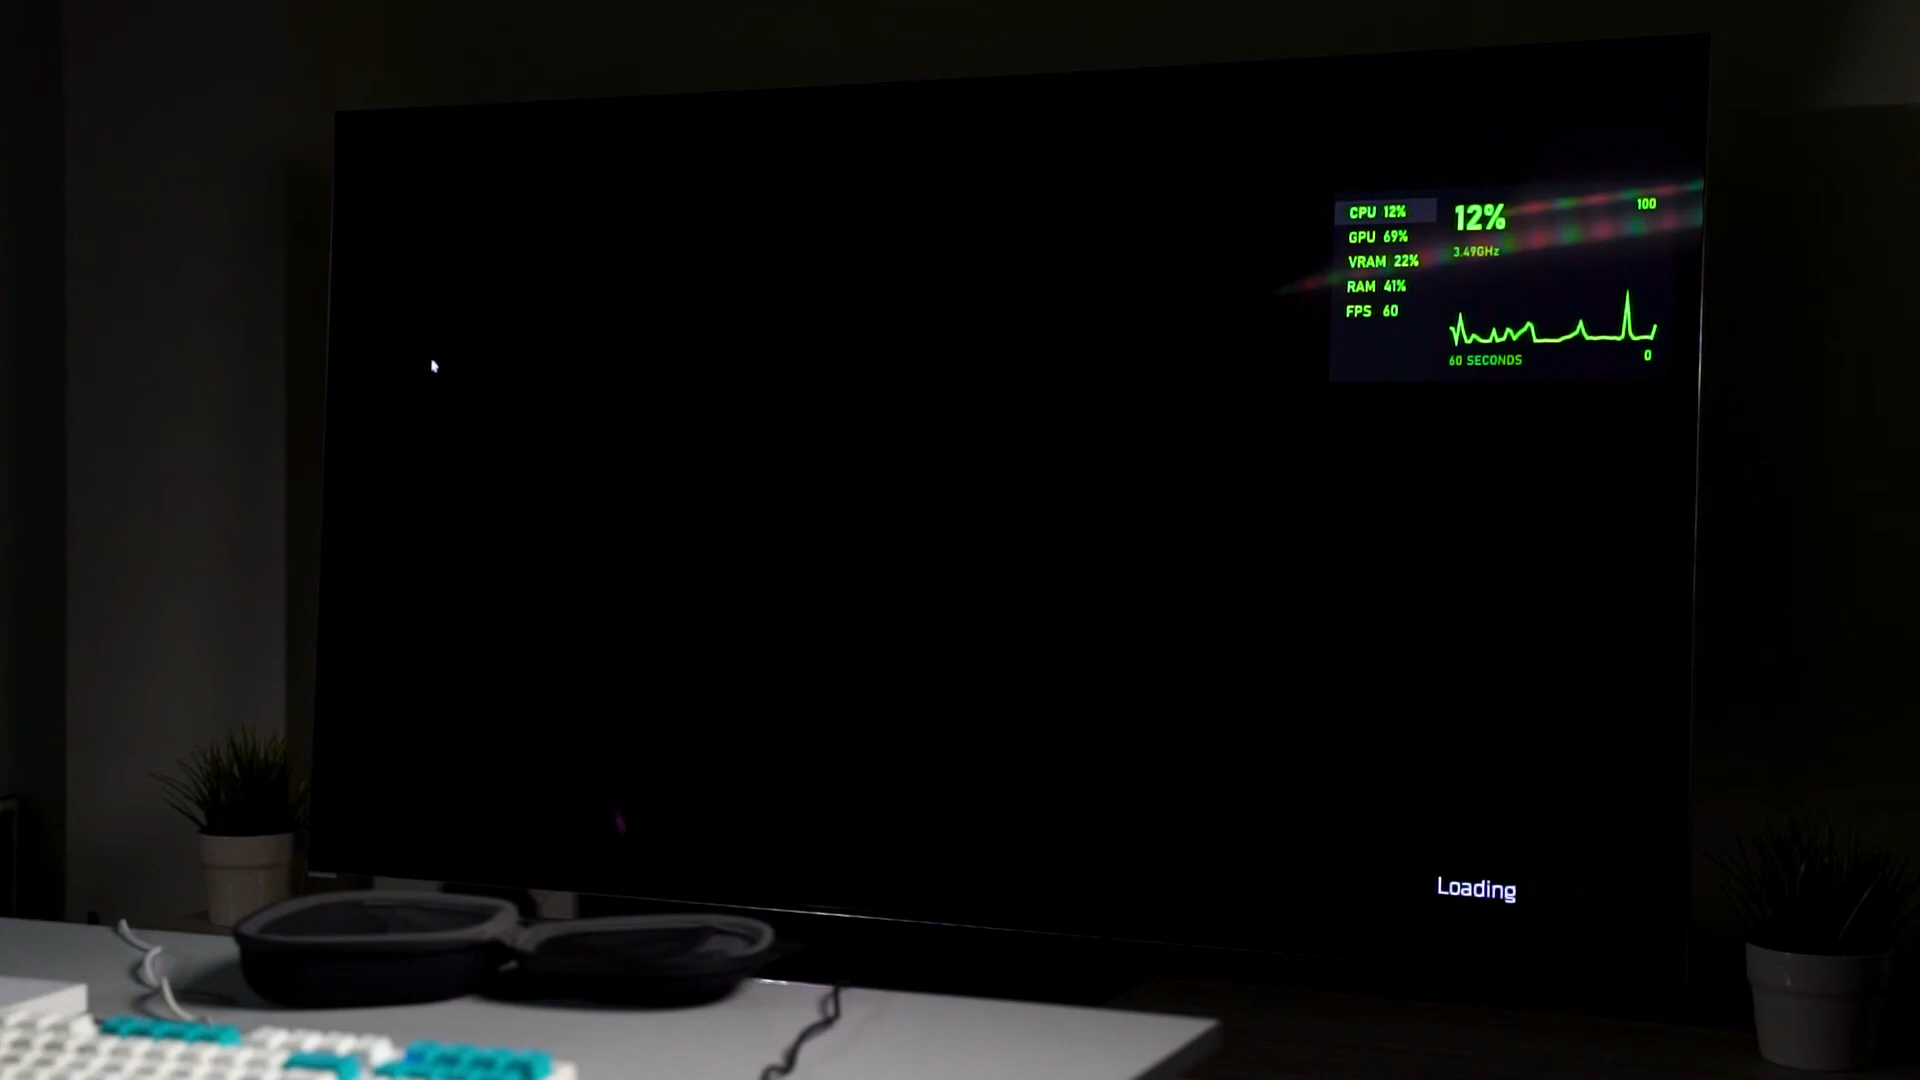 CPU 12%
GPU 69%
VRAM 22%
RAM 41%
FPS 60
12%
3.49GHz
100
60 SECONDS
0
Loading